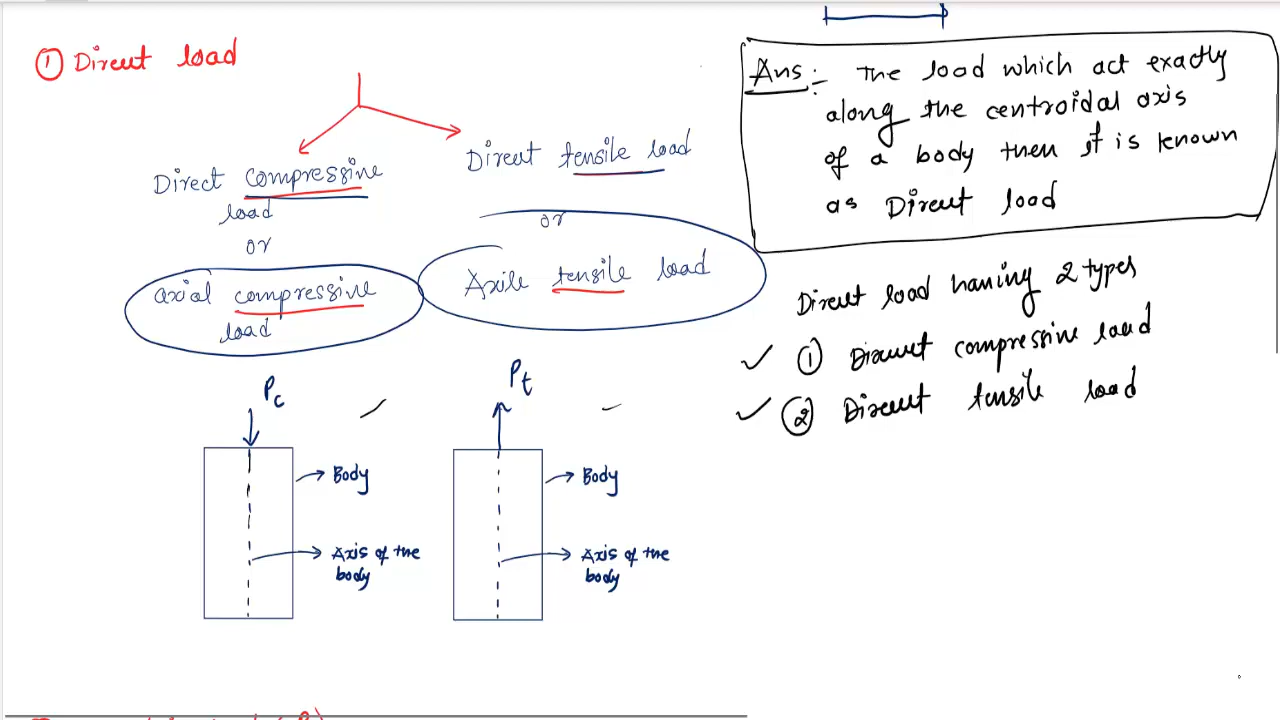 ① Direct load
Direct compressive
load
or
axial compressive
load
Direct tensile load
or
Axile tensile load
Ans:- The load which act exactly
along the centroidal axis
of a body then it is known
as Direct load
Direct load having 2 types
① Direct compressive load
② Direct tensile load
Pc
Body
Axis of the
body
Pt
Body
Axis of the
body